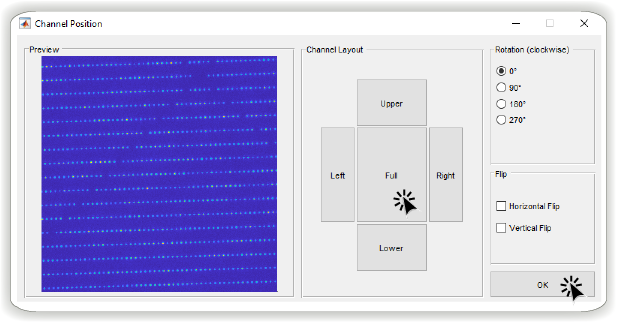 Channel Position
Preview
Channel Layout
Upper
Left
Full
Right
Lower
Rotation (clockwise)
0°
90°
180°
270°
Flip
Horizontal Flip
Vertical Flip
OK